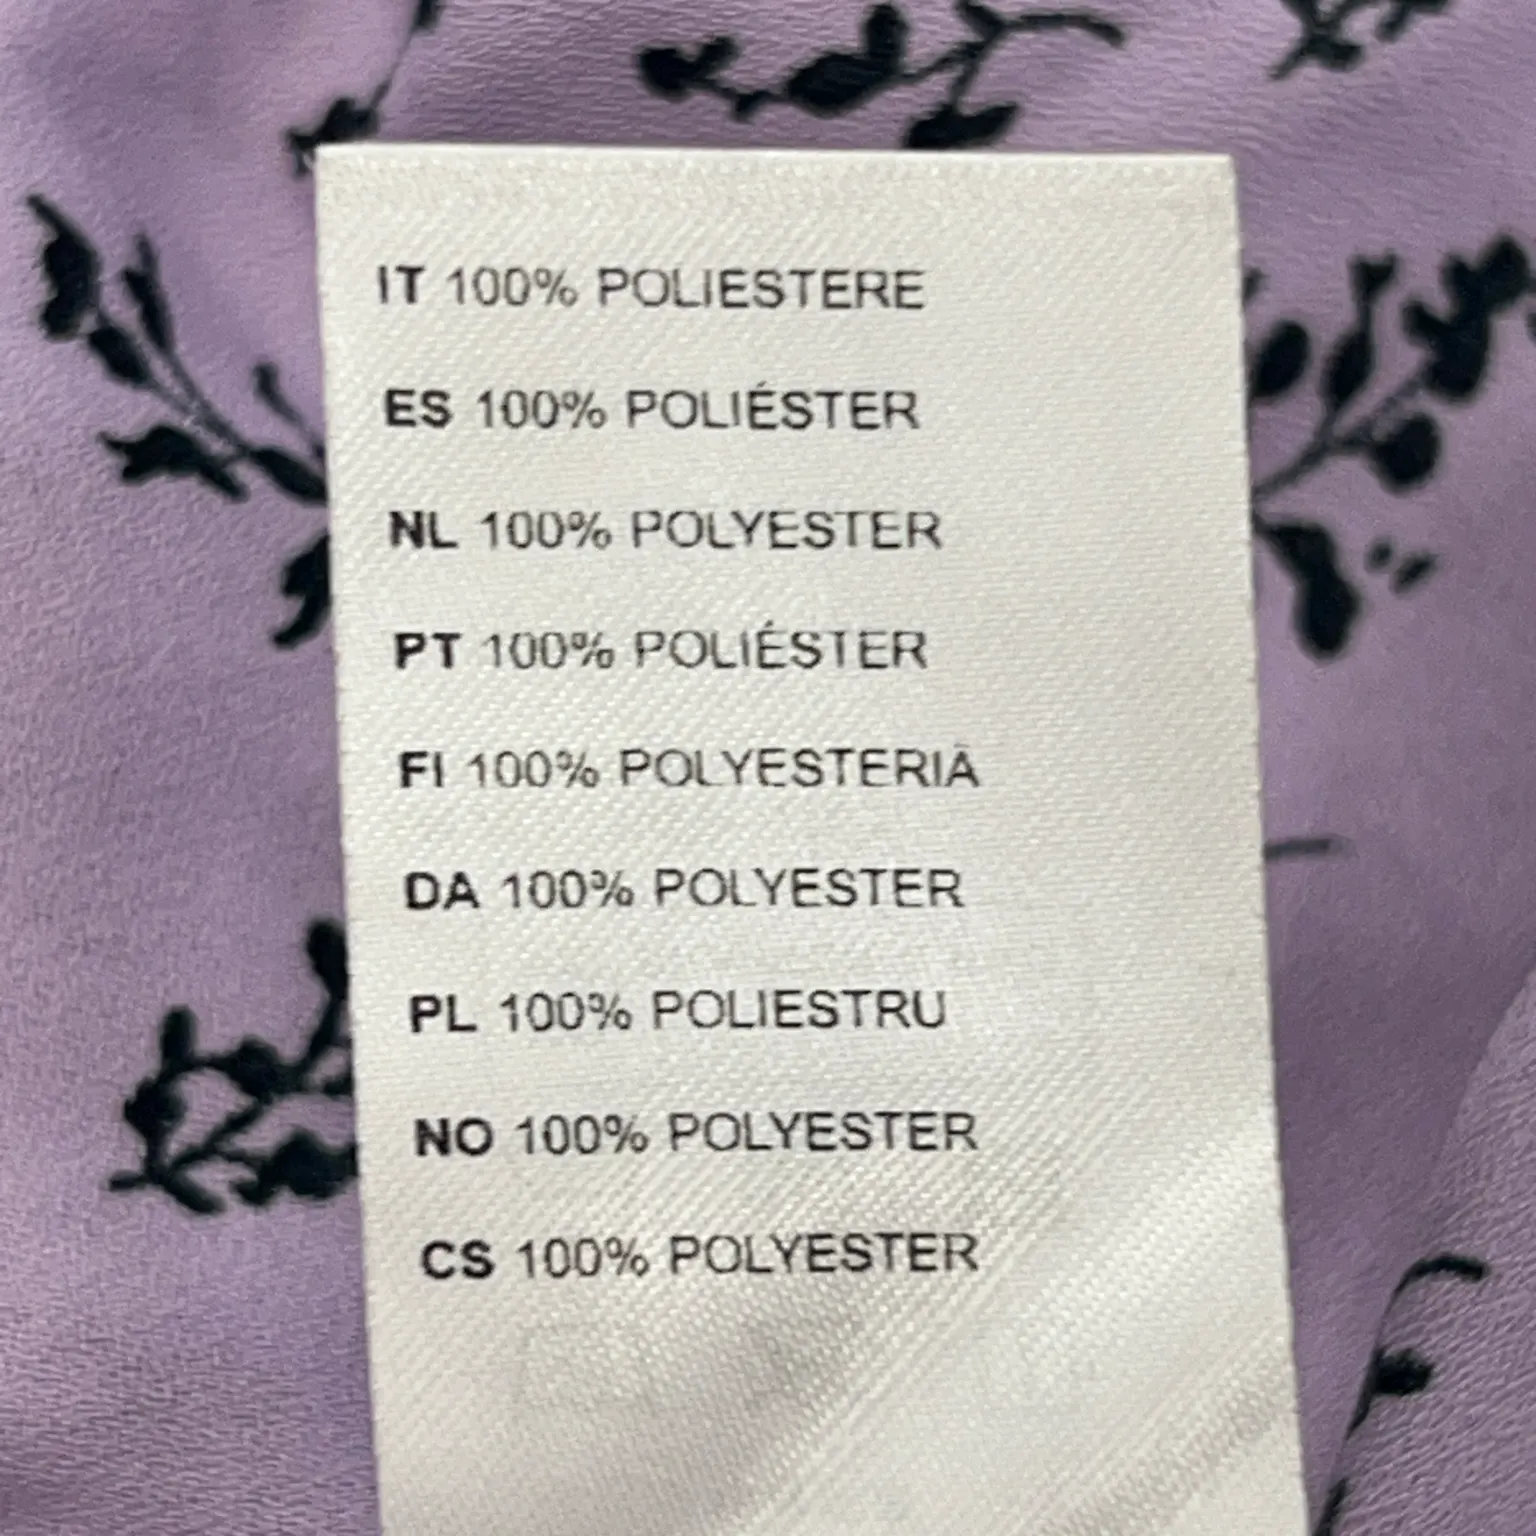 IT 100% POLIESTERE
ES 100% POLIÉSTER
NL 100% POLYESTER
PT 100% POLIÉSTER
FI 100% POLYESTERIÄ
DA 100% POLYESTER
PL 100% POLIESTRU
NO 100% POLYESTER
CS 100% POLYESTER